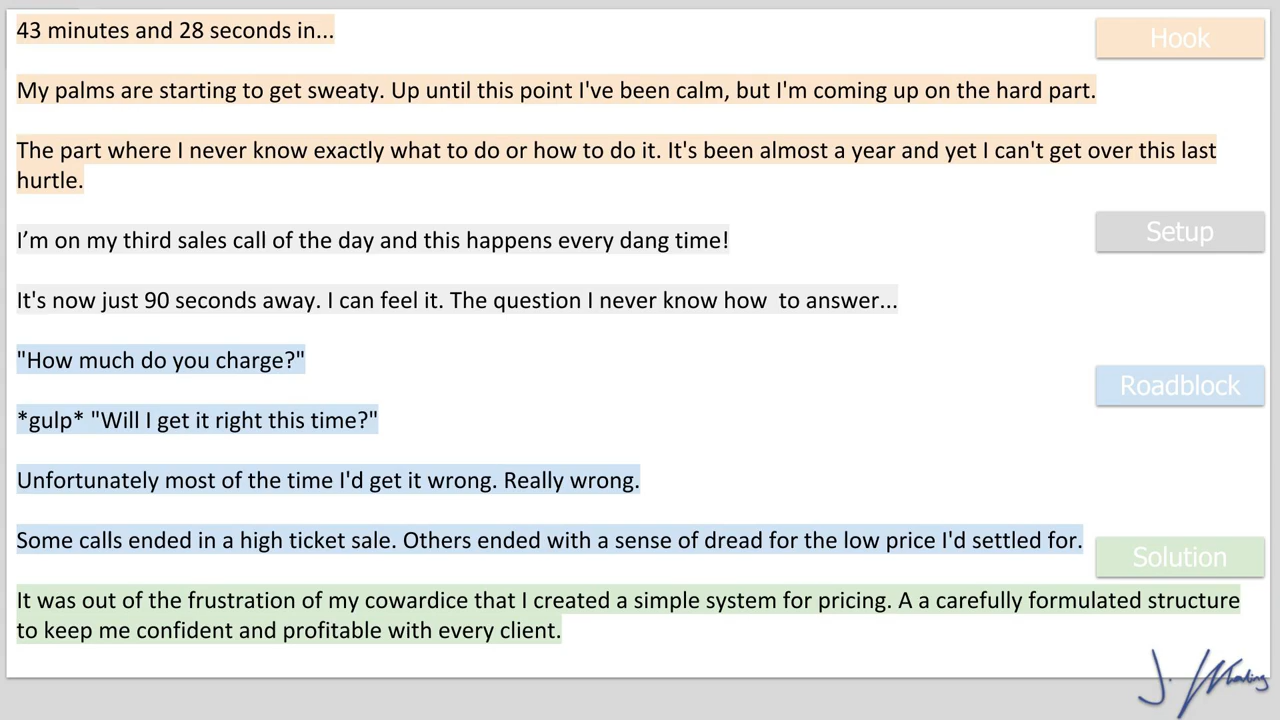 43 minutes and 28 seconds in...
Hook
My palms are starting to get sweaty. Up until this point I've been calm, but I'm coming up on the hard part.
The part where I never know exactly what to do or how to do it. It's been almost a year and yet I can't get over this last
hurtle.
Setup
I’m on my third sales call of the day and this happens every dang time!
It's now just 90 seconds away. I can feel it. The question I never know how  to answer...
"How much do you charge?"
Roadblock
*gulp* "Will I get it right this time?"
Unfortunately most of the time I'd get it wrong. Really wrong.
Some calls ended in a high ticket sale. Others ended with a sense of dread for the low price I'd settled for.
Solution
It was out of the frustration of my cowardice that I created a simple system for pricing. A a carefully formulated structure
to keep me confident and profitable with every client.